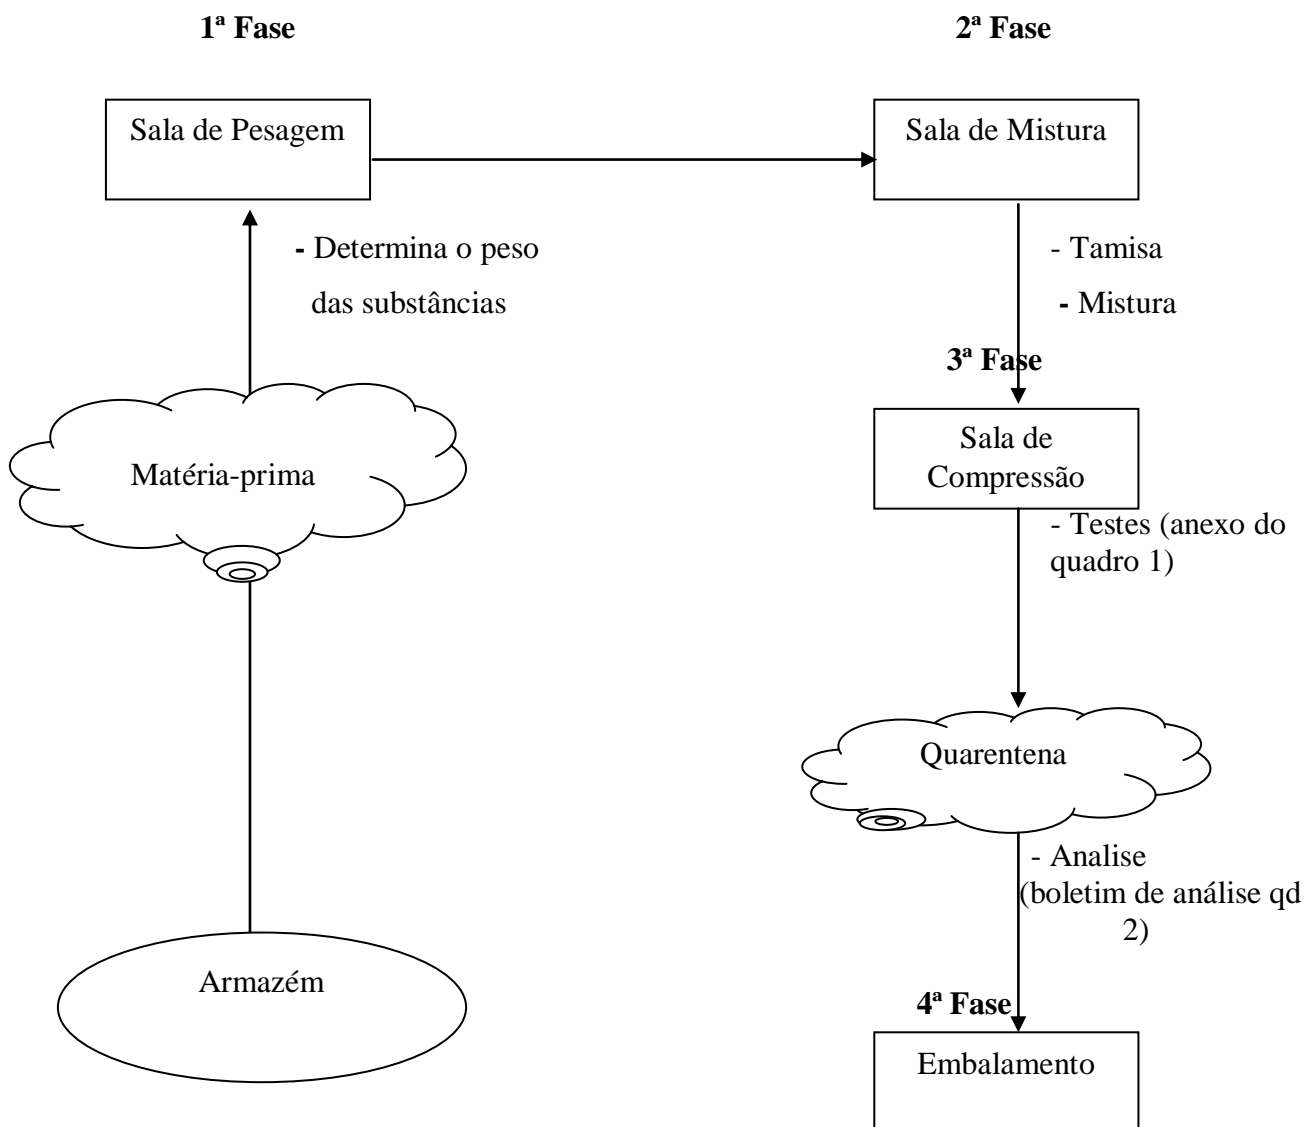 1ª Fase
2ª Fase
Sala de Pesagem
Sala de Mistura
- Determina o peso
das substâncias
- Tamisa
- Mistura
3ª Fase
Sala de
Compressão
Matéria-prima
- Testes (anexo do
quadro 1)
Quarentena
- Analise
(boletim de análise qd
2)
Armazém
4ª Fase
Embalamento